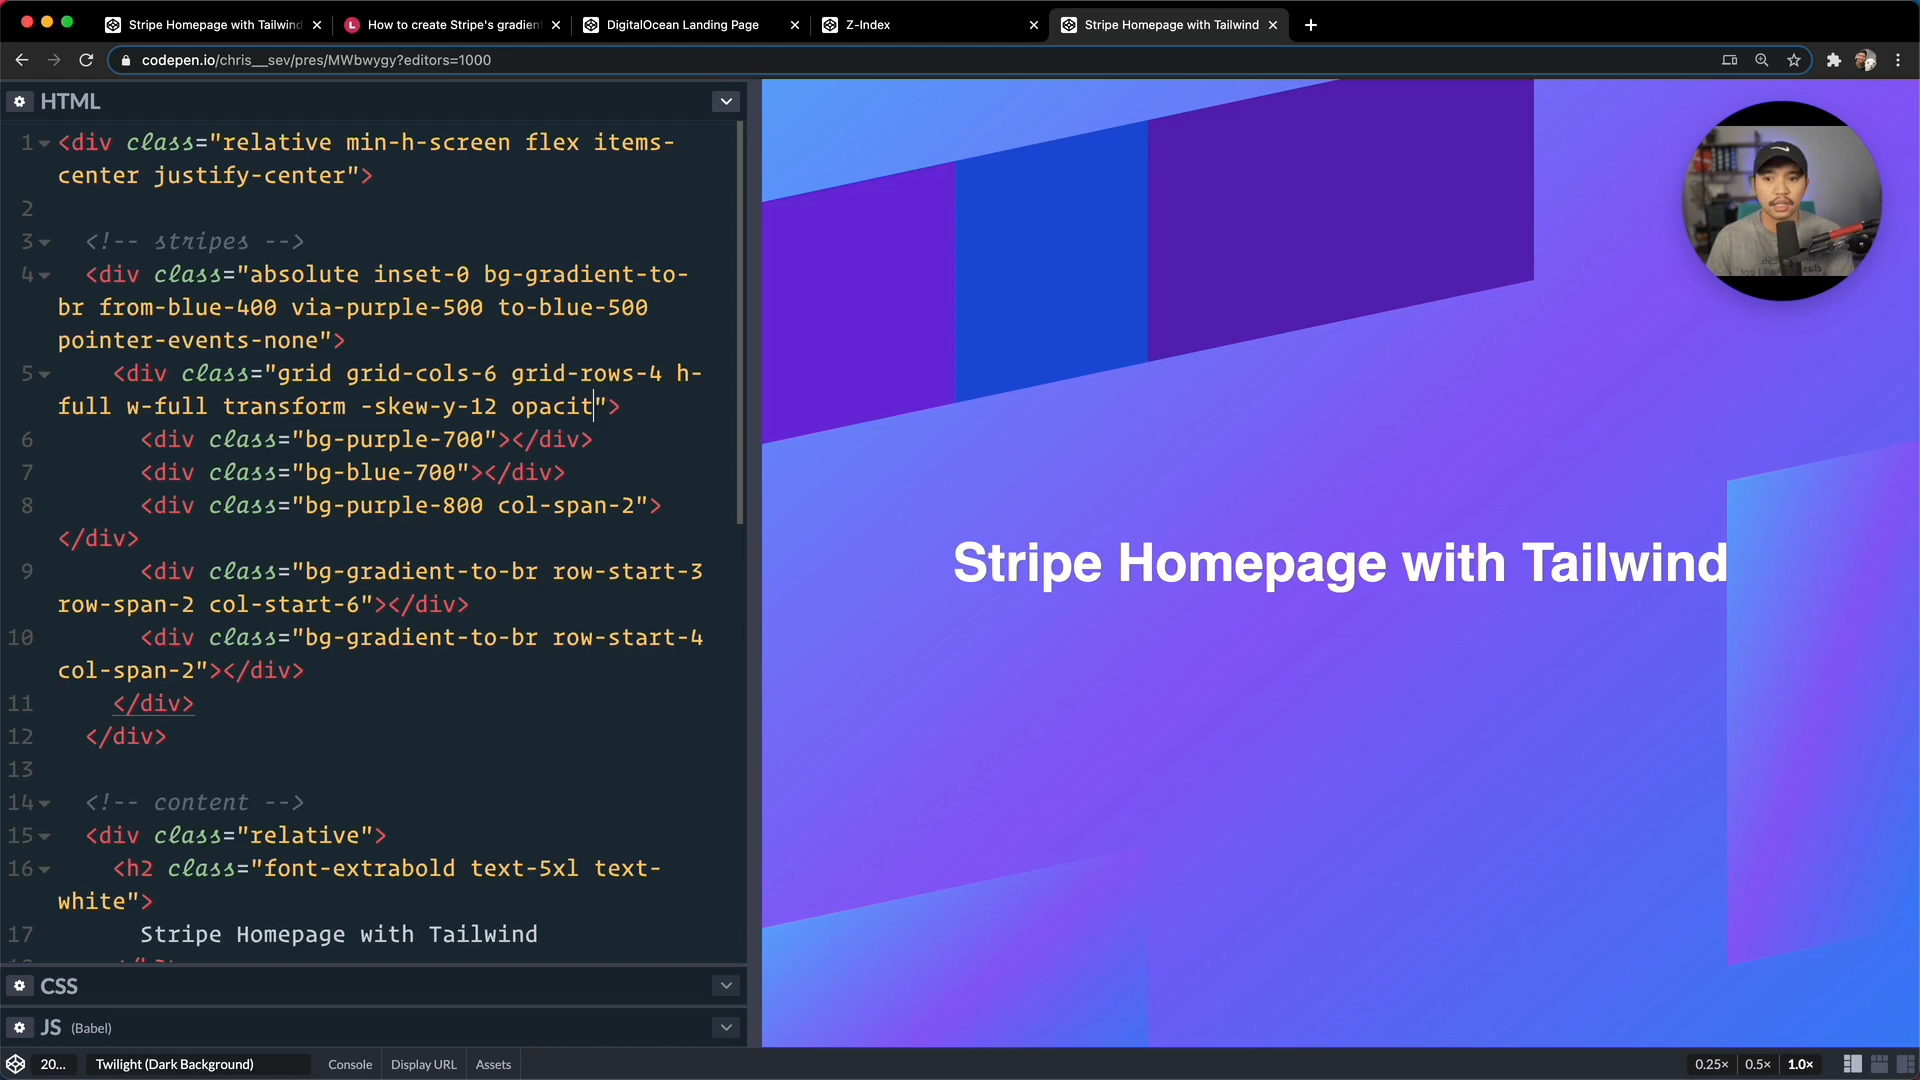 Stripe Homepage with Tailwind
How to create Stripe's gradien
DigitalOcean Landing Page
Z-Index
Stripe Homepage with Tailwind
codepen.io/chris__sev/pres/MWbwygy?editors=1000
HTML
1 <div class="relative min-h-screen flex items-
center justify-center">
2
3 <!-- stripes -->
4 <div class="absolute inset-0 bg-gradient-to-
br from-blue-400 via-purple-500 to-blue-500
pointer-events-none">
5 <div class="grid grid-cols-6 grid-rows-4 h-
full w-full transform -skew-y-12 opacit">
6 <div class="bg-purple-700"></div>
7 <div class="bg-blue-700"></div>
8 <div class="bg-purple-800 col-span-2">
</div>
9 <div class="bg-gradient-to-br row-start-3
row-span-2 col-start-6"></div>
10 <div class="bg-gradient-to-br row-start-4
col-span-2"></div>
11 </div>
12 </div>
13
14 <!-- content -->
15 <div class="relative">
16 <h2 class="font-extrabold text-5xl text-
white">
17 Stripe Homepage with Tailwind
CSS
JS (Babel)
20... Twilight (Dark Background) Console Display URL Assets
0.25× 0.5× 1.0×
Stripe Homepage with Tailwind